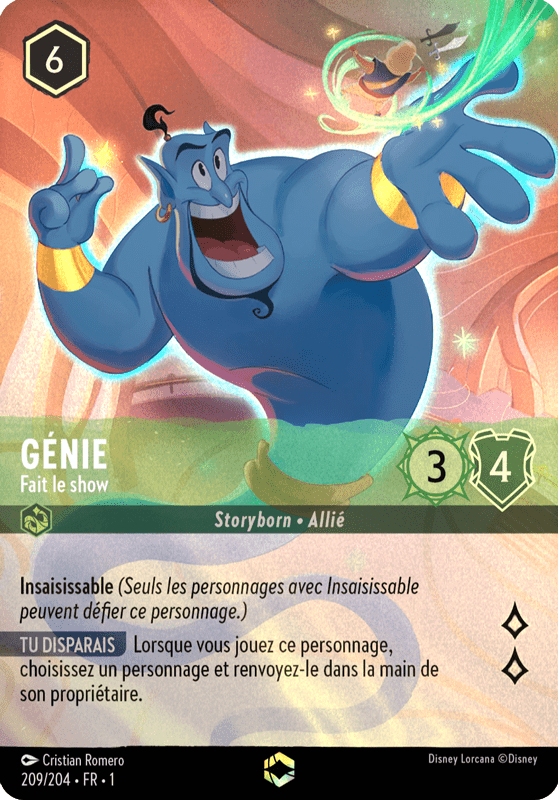 6
GÉNIE
Fait le show
3
4
Storyborn • Allié
Insaisissable (Seuls les personnages avec Insaisissable
peuvent défier ce personnage.)
TU DISPARAIS Lorsque vous jouez ce personnage,
choisissez un personnage et renvoyez-le dans la main de
son propriétaire.
Cristian Romero
Disney Lorcana ©Disney
209/204 • FR • 1